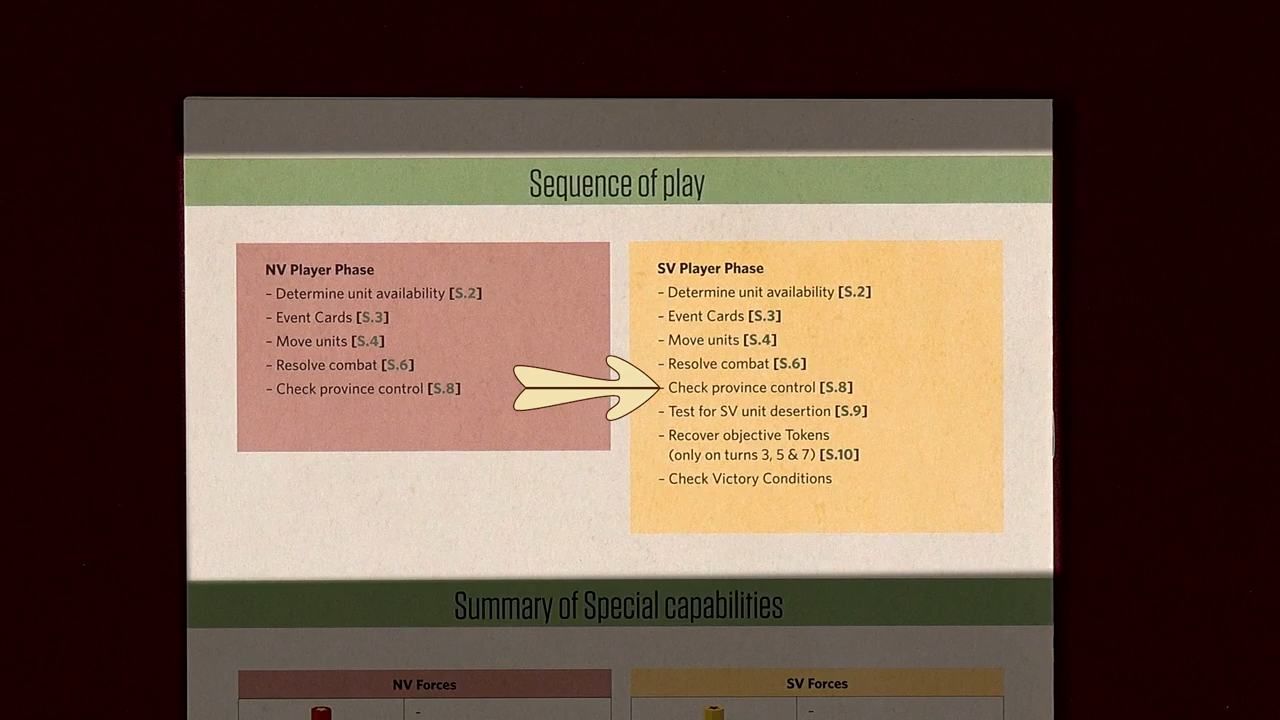 Sequence of play
NV Player Phase
– Determine unit availability [S.2]
– Event Cards [S.3]
– Move units [S.4]
– Resolve combat [S.6]
– Check province control [S.8]
SV Player Phase
– Determine unit availability [S.2]
– Event Cards [S.3]
– Move units [S.4]
– Resolve combat [S.6]
– Check province control [S.8]
– Test for SV unit desertion [S.9]
– Recover objective Tokens
(only on turns 3, 5 & 7) [S.10]
– Check Victory Conditions
Summary of Special capabilities
NV Forces
–
SV Forces
–